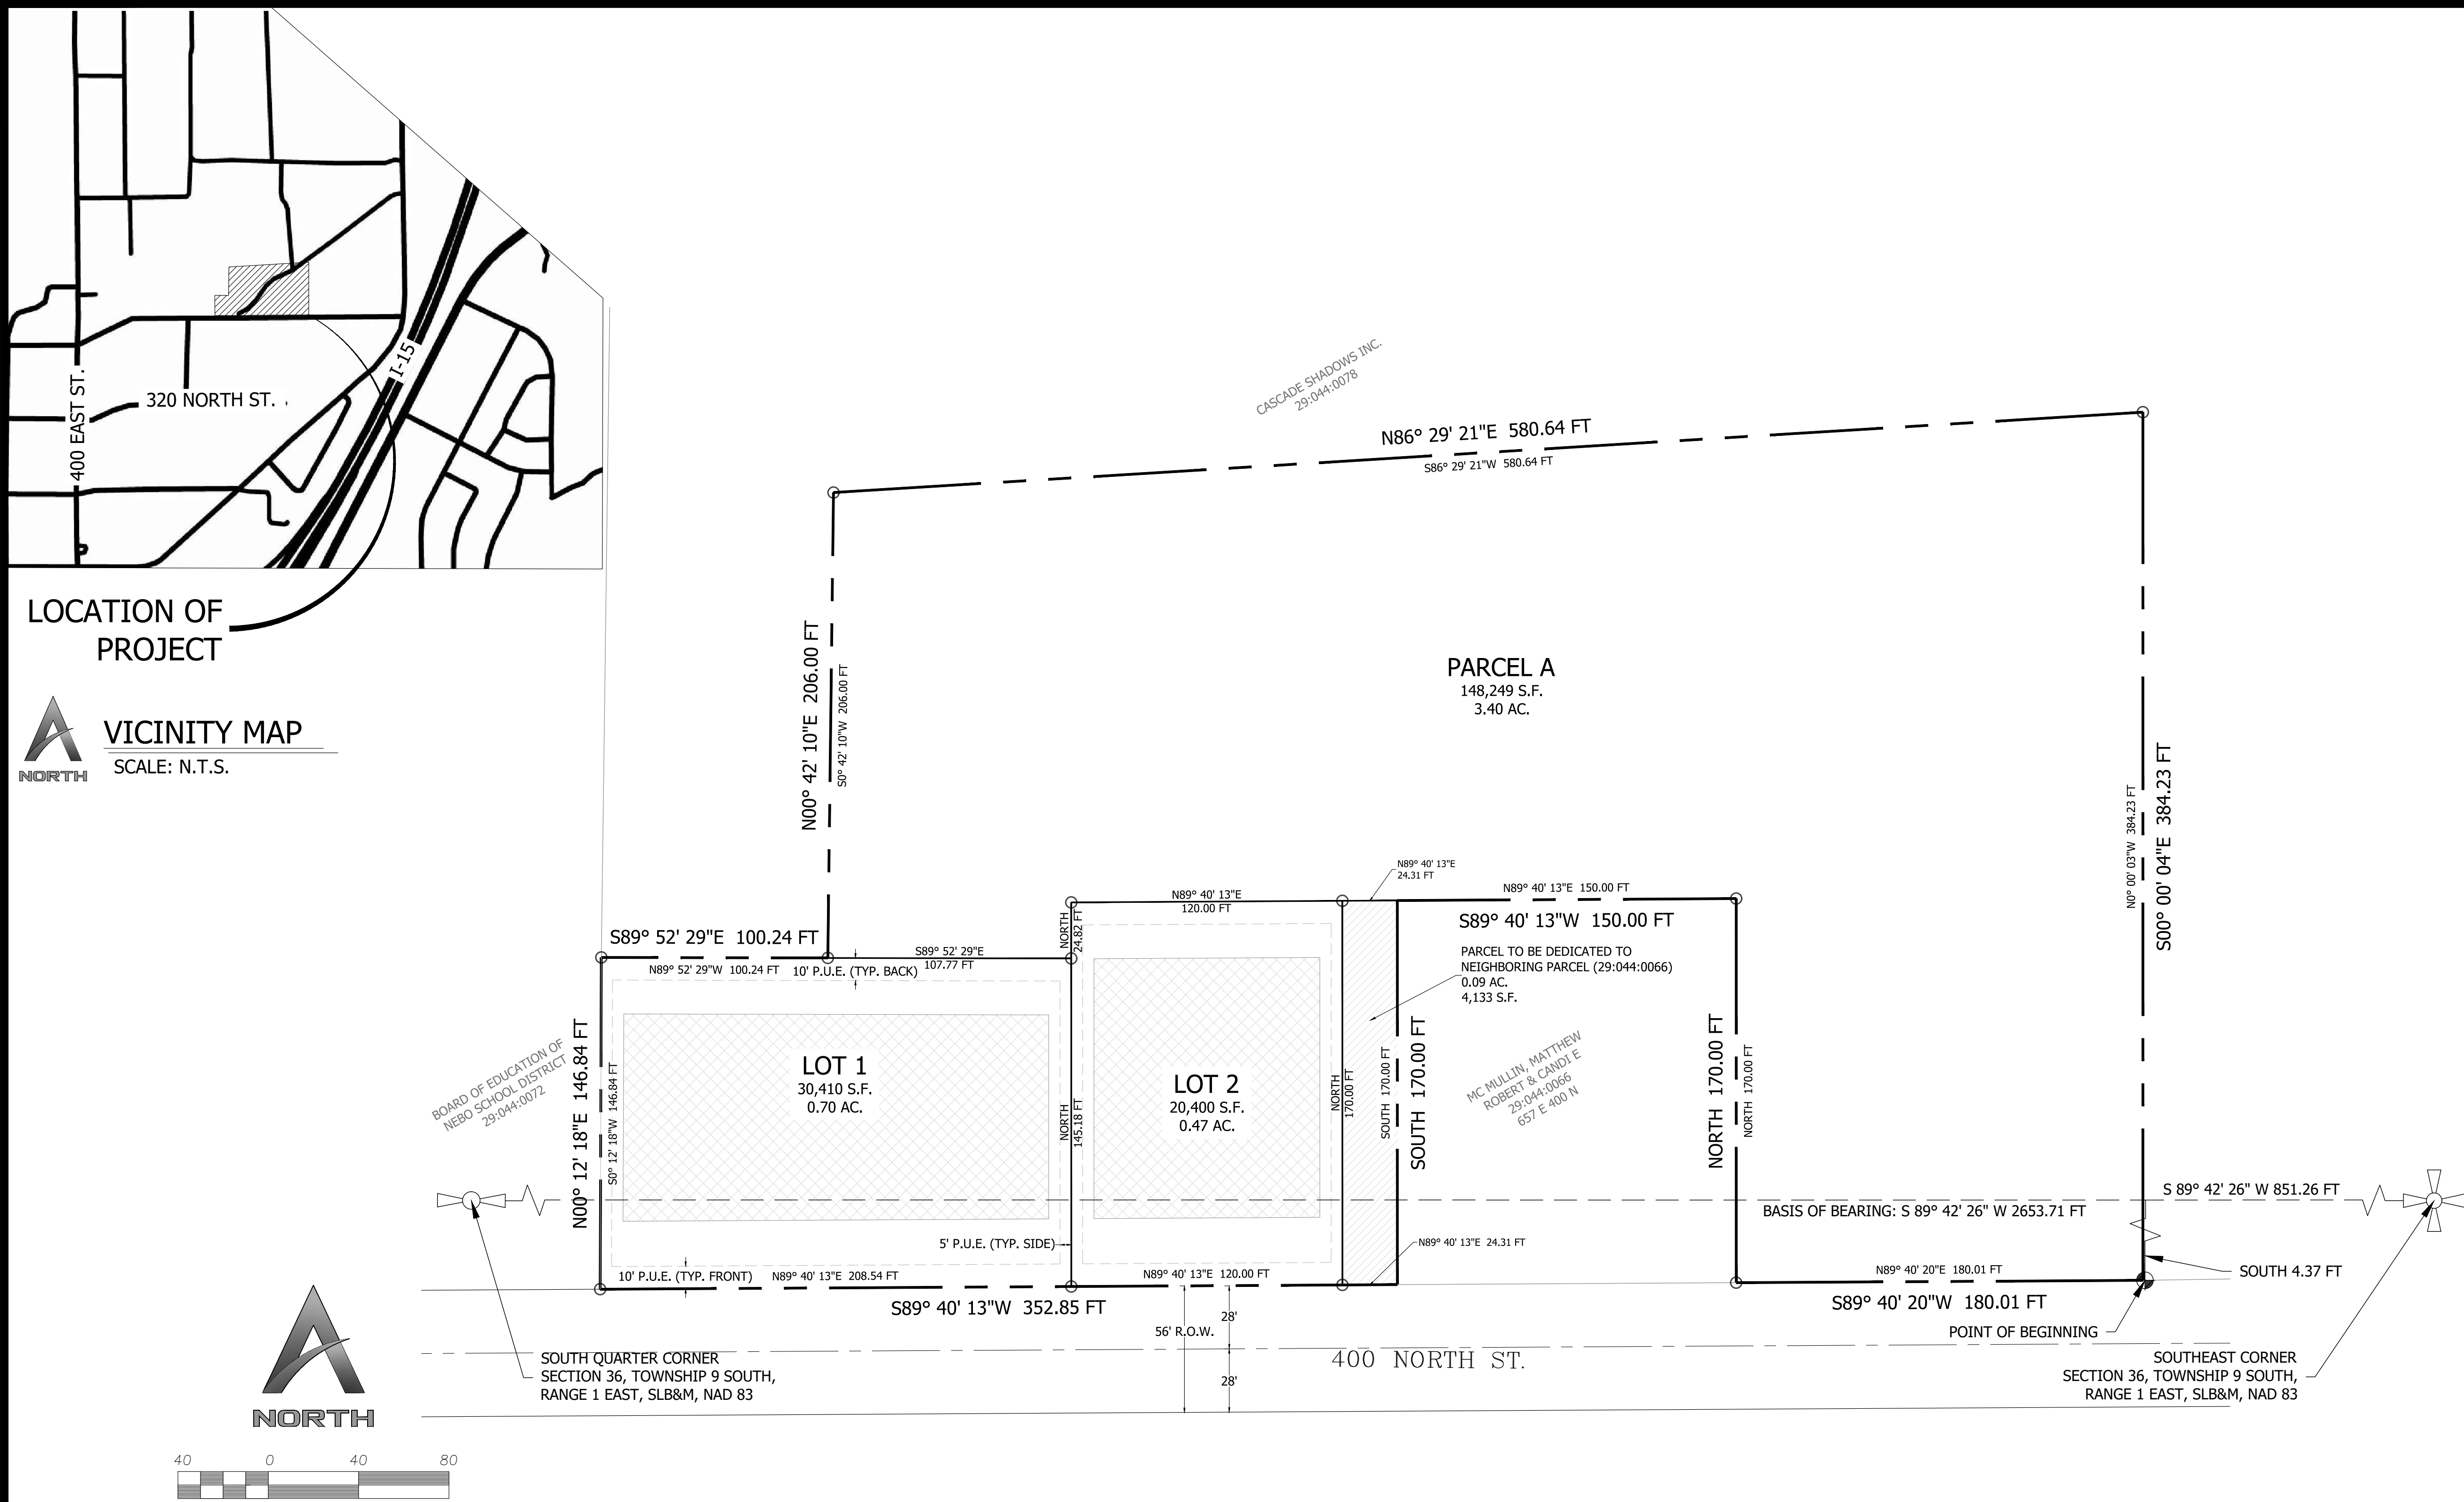 400 EAST ST.
320 NORTH ST.
I-15
LOCATION OF
PROJECT
NORTH
VICINITY MAP
SCALE: N.T.S.
CASCADE SHADOWS INC.
29:044:0078
N86° 29' 21"E 580.64 FT
S86° 29' 21"W 580.64 FT
N00° 42' 10"E 206.00 FT
S0° 42' 10"W 206.00 FT
PARCEL A
148,249 S.F.
3.40 AC.
N0° 00' 03"W 384.23 FT
S00° 00' 04"E 384.23 FT
N89° 40' 13"E
24.31 FT
N89° 40' 13"E
120.00 FT
N89° 40' 13"E 150.00 FT
S89° 40' 13"W 150.00 FT
S89° 52' 29"E 100.24 FT
N89° 52' 29"W 100.24 FT
10' P.U.E. (TYP. BACK)
S89° 52' 29"E
107.77 FT
NORTH
24.82 FT
PARCEL TO BE DEDICATED TO
NEIGHBORING PARCEL (29:044:0066)
0.09 AC.
4,133 S.F.
BOARD OF EDUCATION OF
NEBO SCHOOL DISTRICT
29:044:0072
N00° 12' 18"E 146.84 FT
S0° 12' 18"W 146.84 FT
LOT 1
30,410 S.F.
0.70 AC.
NORTH
145.18 FT
LOT 2
20,400 S.F.
0.47 AC.
NORTH
170.00 FT
SOUTH 170.00 FT
SOUTH 170.00 FT
MC MULLIN, MATTHEW
ROBERT & CANDI E
29:044:0066
657 E 400 N
NORTH 170.00 FT
NORTH 170.00 FT
S 89° 42' 26" W 851.26 FT
BASIS OF BEARING: S 89° 42' 26" W 2653.71 FT
5' P.U.E. (TYP. SIDE)
N89° 40' 13"E 24.31 FT
10' P.U.E. (TYP. FRONT)
N89° 40' 13"E 208.54 FT
N89° 40' 13"E 120.00 FT
N89° 40' 20"E 180.01 FT
SOUTH 4.37 FT
S89° 40' 13"W 352.85 FT
S89° 40' 20"W 180.01 FT
28'
56' R.O.W.
POINT OF BEGINNING
400 NORTH ST.
28'
SOUTH QUARTER CORNER
SECTION 36, TOWNSHIP 9 SOUTH,
RANGE 1 EAST, SLB&M, NAD 83
SOUTHEAST CORNER
SECTION 36, TOWNSHIP 9 SOUTH,
RANGE 1 EAST, SLB&M, NAD 83
NORTH
40 0 40 80